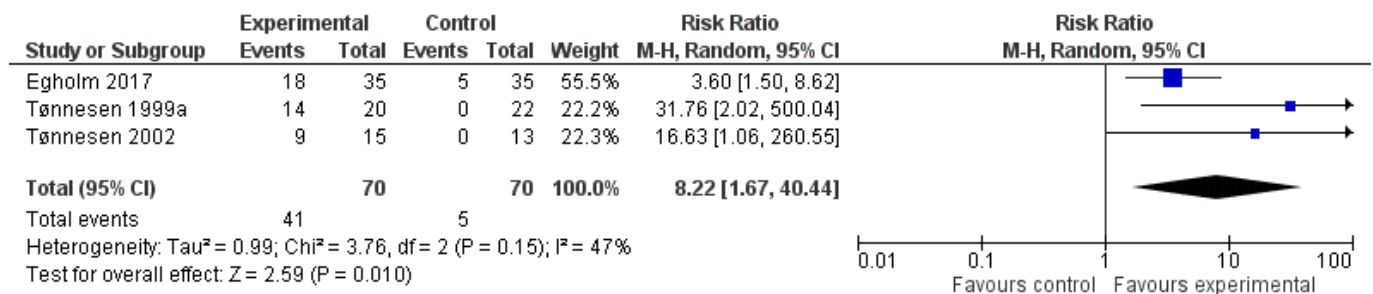 Experimental Control Risk Ratio Risk Ratio
Study or Subgroup Events Total Events Total Weight M-H, Random, 95% CI M-H, Random, 95% CI
Egholm 2017 18 35 5 35 55.5% 3.60 [1.50, 8.62]
Tønnesen 1999a 14 20 0 22 22.2% 31.76 [2.02, 500.04]
Tønnesen 2002 9 15 0 13 22.3% 16.63 [1.06, 260.55]
Total (95% CI) 70 70 100.0% 8.22 [1.67, 40.44]
Total events 41 5
Heterogeneity: Tau² = 0.99; Chi² = 3.76, df = 2 (P = 0.15); I² = 47%
Test for overall effect: Z = 2.59 (P = 0.010)
0.01 0.1 1 10 100
Favours control Favours experimental